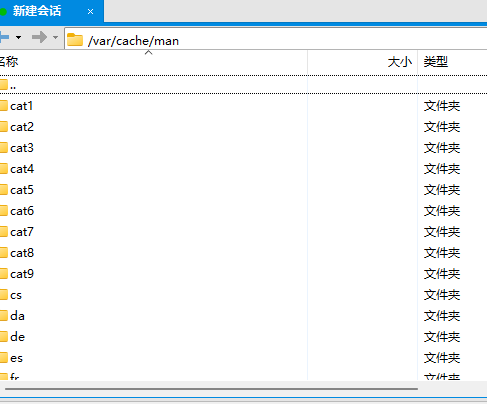 新建会话
/var/cache/man
名称 大小 类型
..
cat1 文件夹
cat2 文件夹
cat3 文件夹
cat4 文件夹
cat5 文件夹
cat6 文件夹
cat7 文件夹
cat8 文件夹
cat9 文件夹
cs 文件夹
da 文件夹
de 文件夹
es 文件夹
fr 文件夹